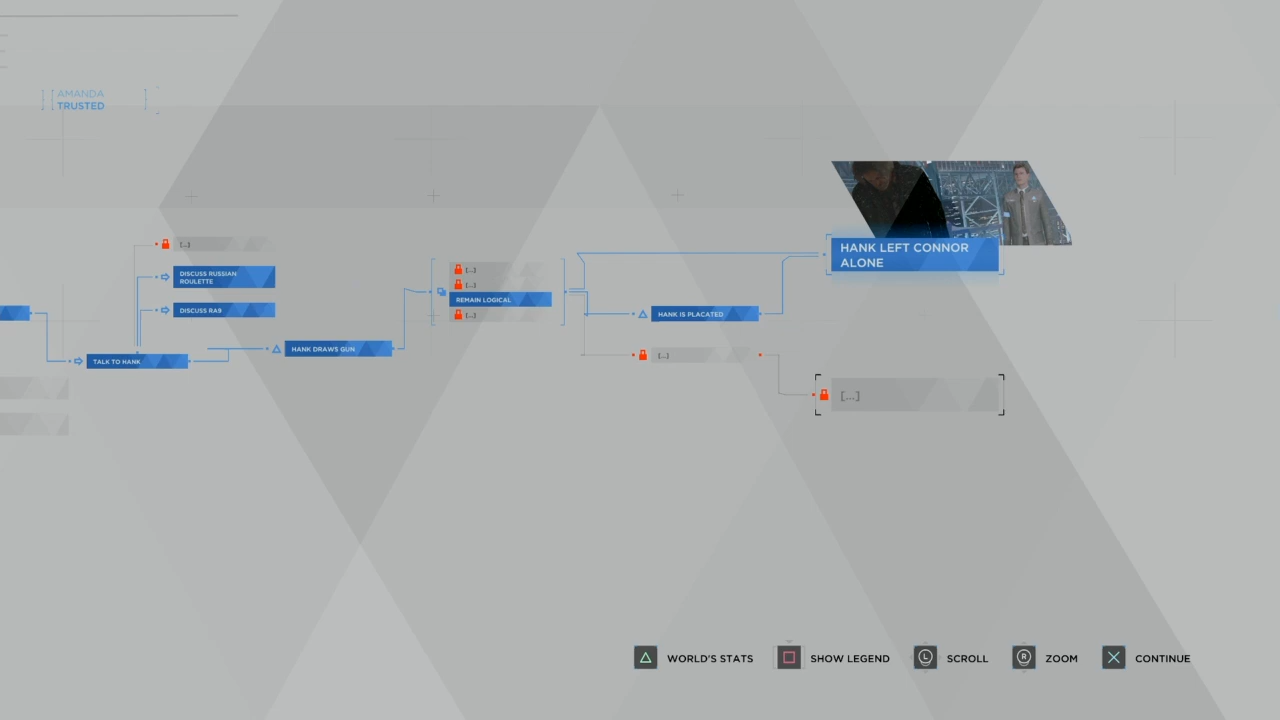 AMANDA
TRUSTED
[...]
DISCUSS RUSSIAN
ROULETTE
DISCUSS RA9
TALK TO HANK
HANK DRAWS GUN
[...]
[...]
REMAIN LOGICAL
[...]
HANK IS PLACATED
[...]
HANK LEFT CONNOR
ALONE
[...]
WORLD'S STATS
SHOW LEGEND
L
SCROLL
R
ZOOM
CONTINUE